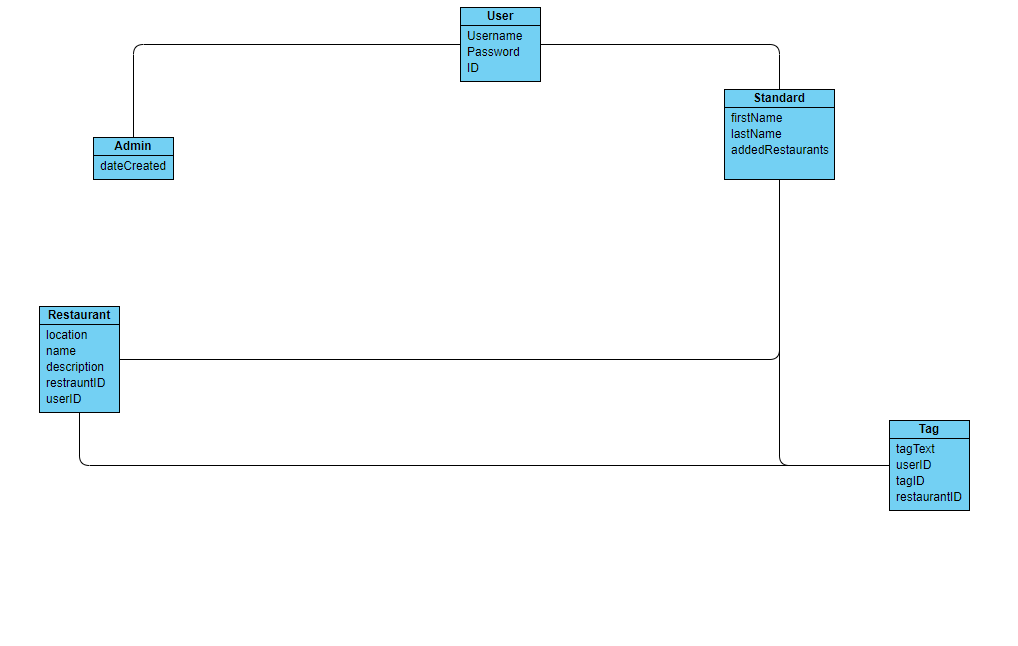 User
Username
Password
ID
Standard
firstName
lastName
addedRestaurants
Admin
dateCreated
Restaurant
location
name
description
restrauntID
userID
Tag
tagText
userID
tagID
restaurantID